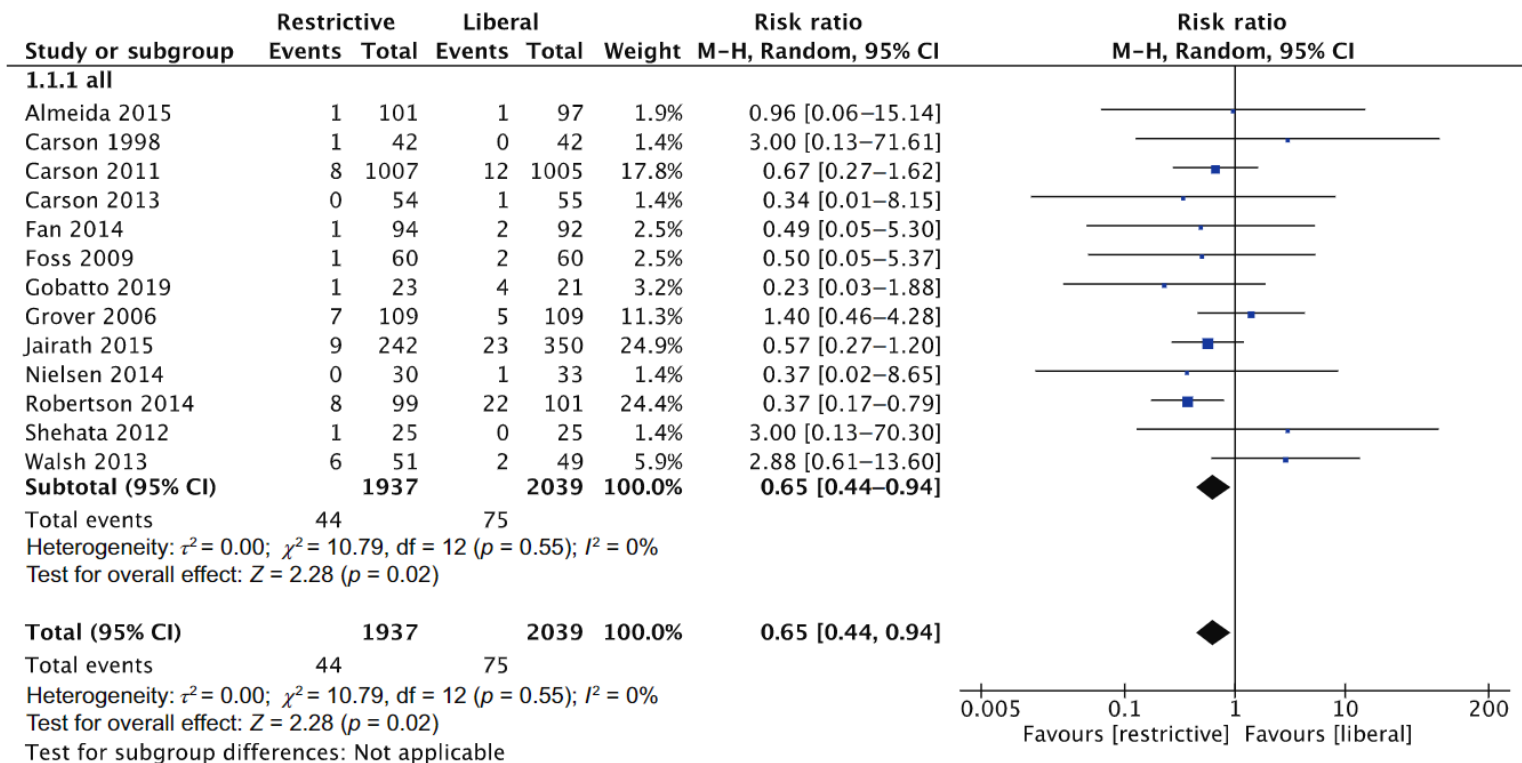 Restrictive Liberal Risk ratio Risk ratio
Study or subgroup Events Total Events Total Weight M-H, Random, 95% CI M-H, Random, 95% CI
1.1.1 all
Almeida 2015 1 101 1 97 1.9% 0.96 [0.06–15.14]
Carson 1998 1 42 0 42 1.4% 3.00 [0.13–71.61]
Carson 2011 8 1007 12 1005 17.8% 0.67 [0.27–1.62]
Carson 2013 0 54 1 55 1.4% 0.34 [0.01–8.15]
Fan 2014 1 94 2 92 2.5% 0.49 [0.05–5.30]
Foss 2009 1 60 2 60 2.5% 0.50 [0.05–5.37]
Gobatto 2019 1 23 4 21 3.2% 0.23 [0.03–1.88]
Grover 2006 7 109 5 109 11.3% 1.40 [0.46–4.28]
Jairath 2015 9 242 23 350 24.9% 0.57 [0.27–1.20]
Nielsen 2014 0 30 1 33 1.4% 0.37 [0.02–8.65]
Robertson 2014 8 99 22 101 24.4% 0.37 [0.17–0.79]
Shehata 2012 1 25 0 25 1.4% 3.00 [0.13–70.30]
Walsh 2013 6 51 2 49 5.9% 2.88 [0.61–13.60]
Subtotal (95% CI) 1937 2039 100.0% 0.65 [0.44–0.94]
Total events 44 75
Heterogeneity: τ² = 0.00; χ² = 10.79, df = 12 (p = 0.55); I² = 0%
Test for overall effect: Z = 2.28 (p = 0.02)
Total (95% CI) 1937 2039 100.0% 0.65 [0.44, 0.94]
Total events 44 75
Heterogeneity: τ² = 0.00; χ² = 10.79, df = 12 (p = 0.55); I² = 0%
Test for overall effect: Z = 2.28 (p = 0.02)
Test for subgroup differences: Not applicable
0.005 0.1 1 10 200
Favours [restrictive] Favours [liberal]